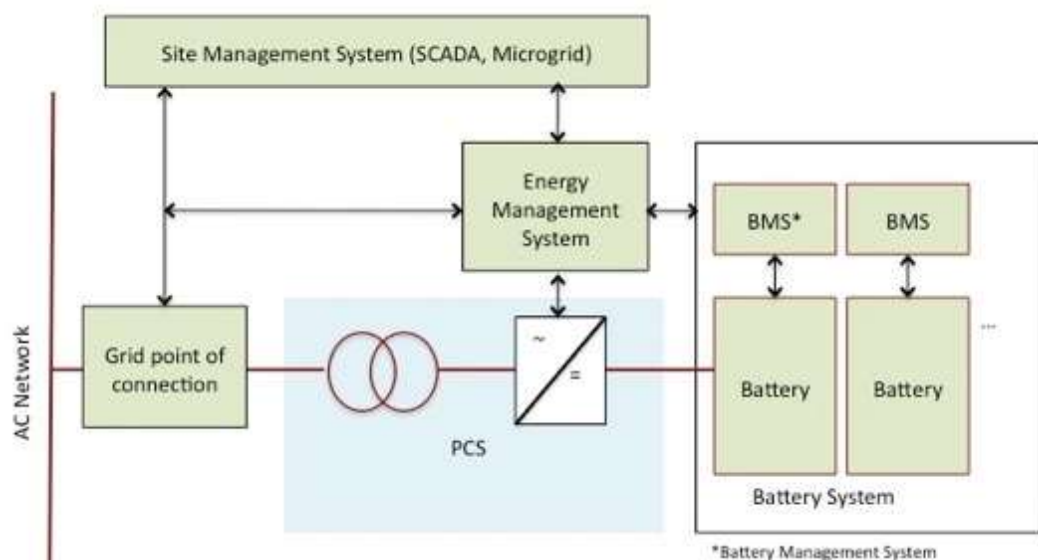 Site Management System (SCADA, Microgrid)
Energy
Management
System
BMS*
BMS
AC Network
Grid point of
connection
~
=
PCS
Battery
Battery
...
Battery System
*Battery Management System